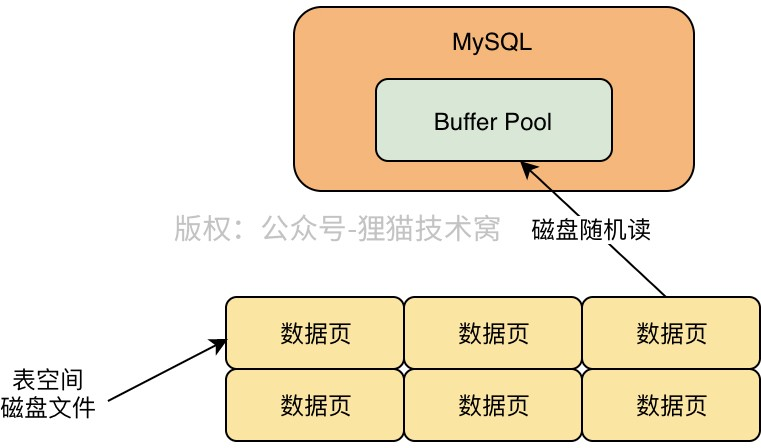 MySQL
Buffer Pool
版权：公众号-狸猫技术窝
磁盘随机读
数据页
数据页
数据页
表空间
磁盘文件
数据页
数据页
数据页